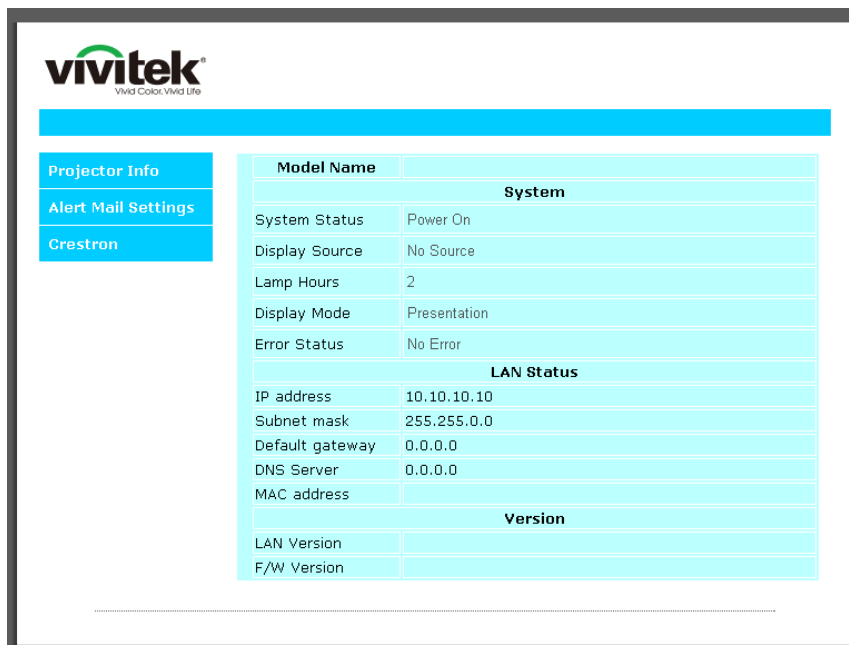 vivitek®
Vivid Color. Vivid Life
Projector Info
Alert Mail Settings
Crestron
Model Name
System
System Status Power On
Display Source No Source
Lamp Hours 2
Display Mode Presentation
Error Status No Error
LAN Status
IP address 10.10.10.10
Subnet mask 255.255.0.0
Default gateway 0.0.0.0
DNS Server 0.0.0.0
MAC address
Version
LAN Version
F/W Version